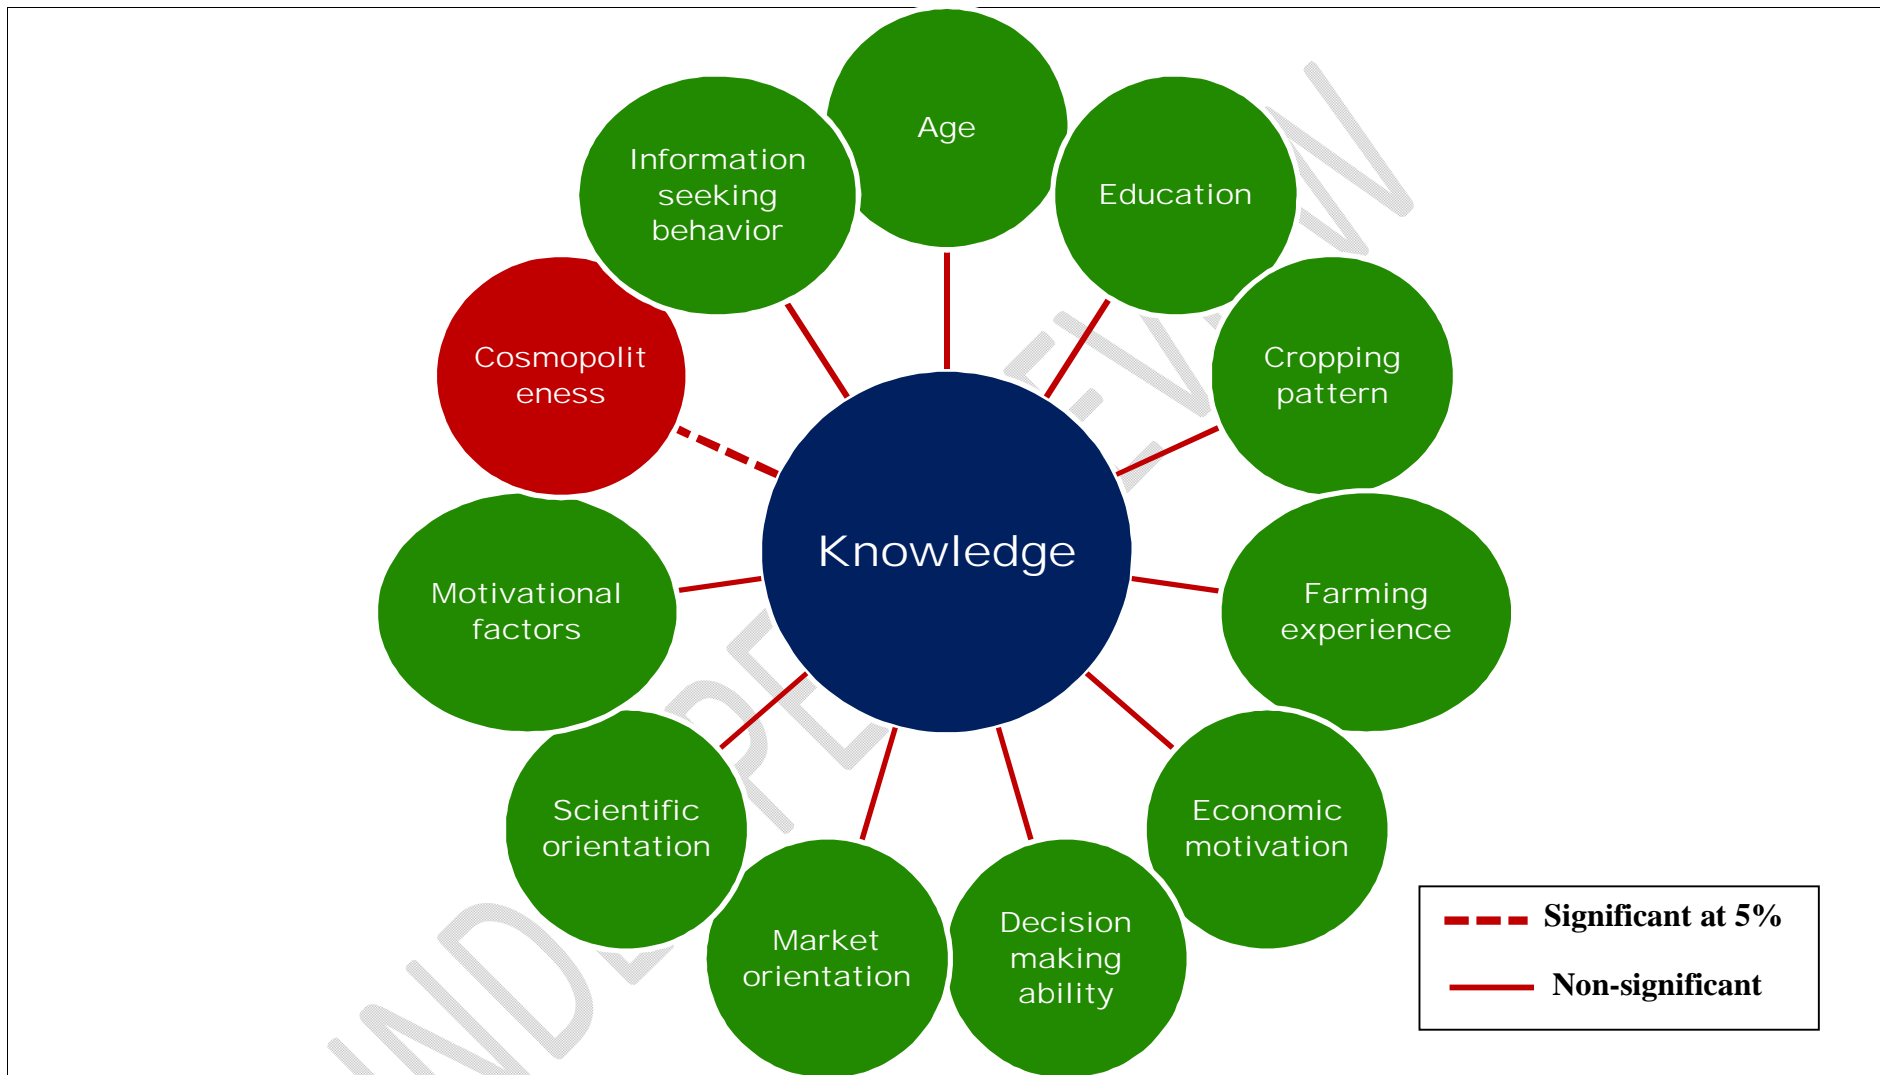 Age
Information
seeking
behavior
Education
Cosmopolit
eness
Cropping
pattern
Knowledge
Motivational
factors
Farming
experience
Scientific
orientation
Economic
motivation
Market
orientation
Decision
making
ability
Significant at 5%
Non-significant